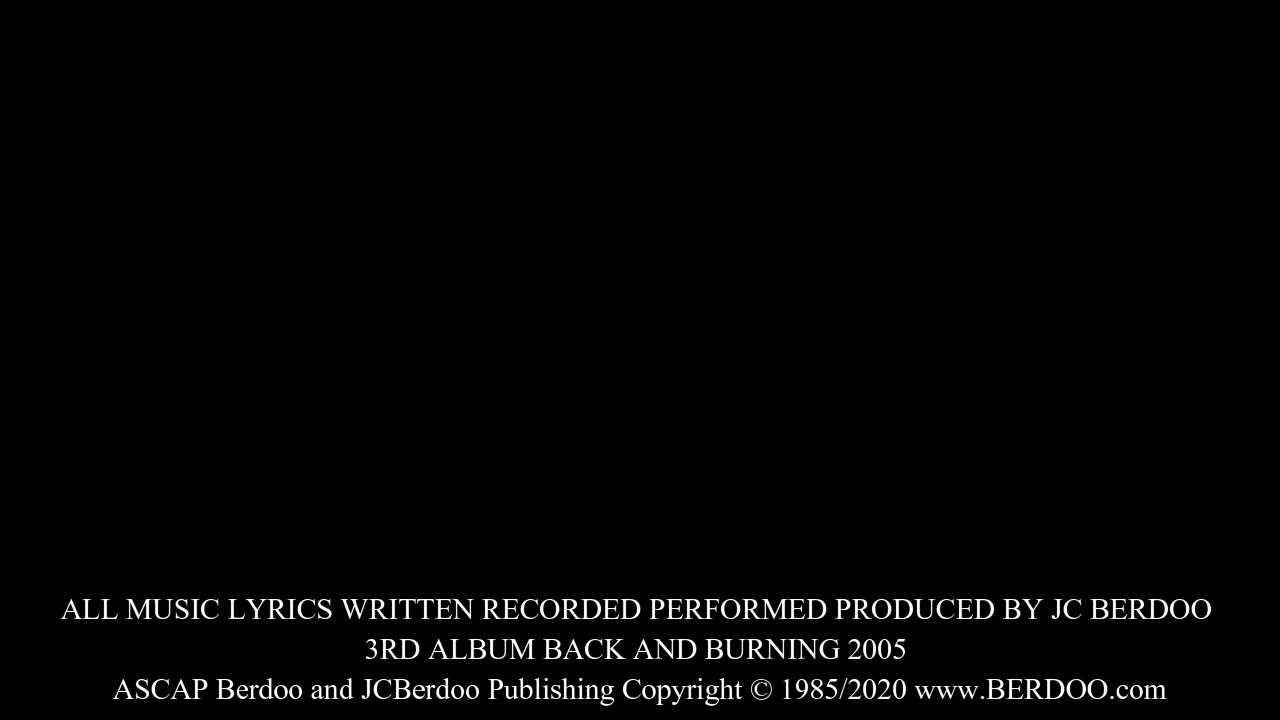 ALL MUSIC LYRICS WRITTEN RECORDED PERFORMED PRODUCED BY JC BERDOO
3RD ALBUM BACK AND BURNING 2005
ASCAP Berdoo and JCBerdoo Publishing Copyright © 1985/2020 www.BERDOO.com